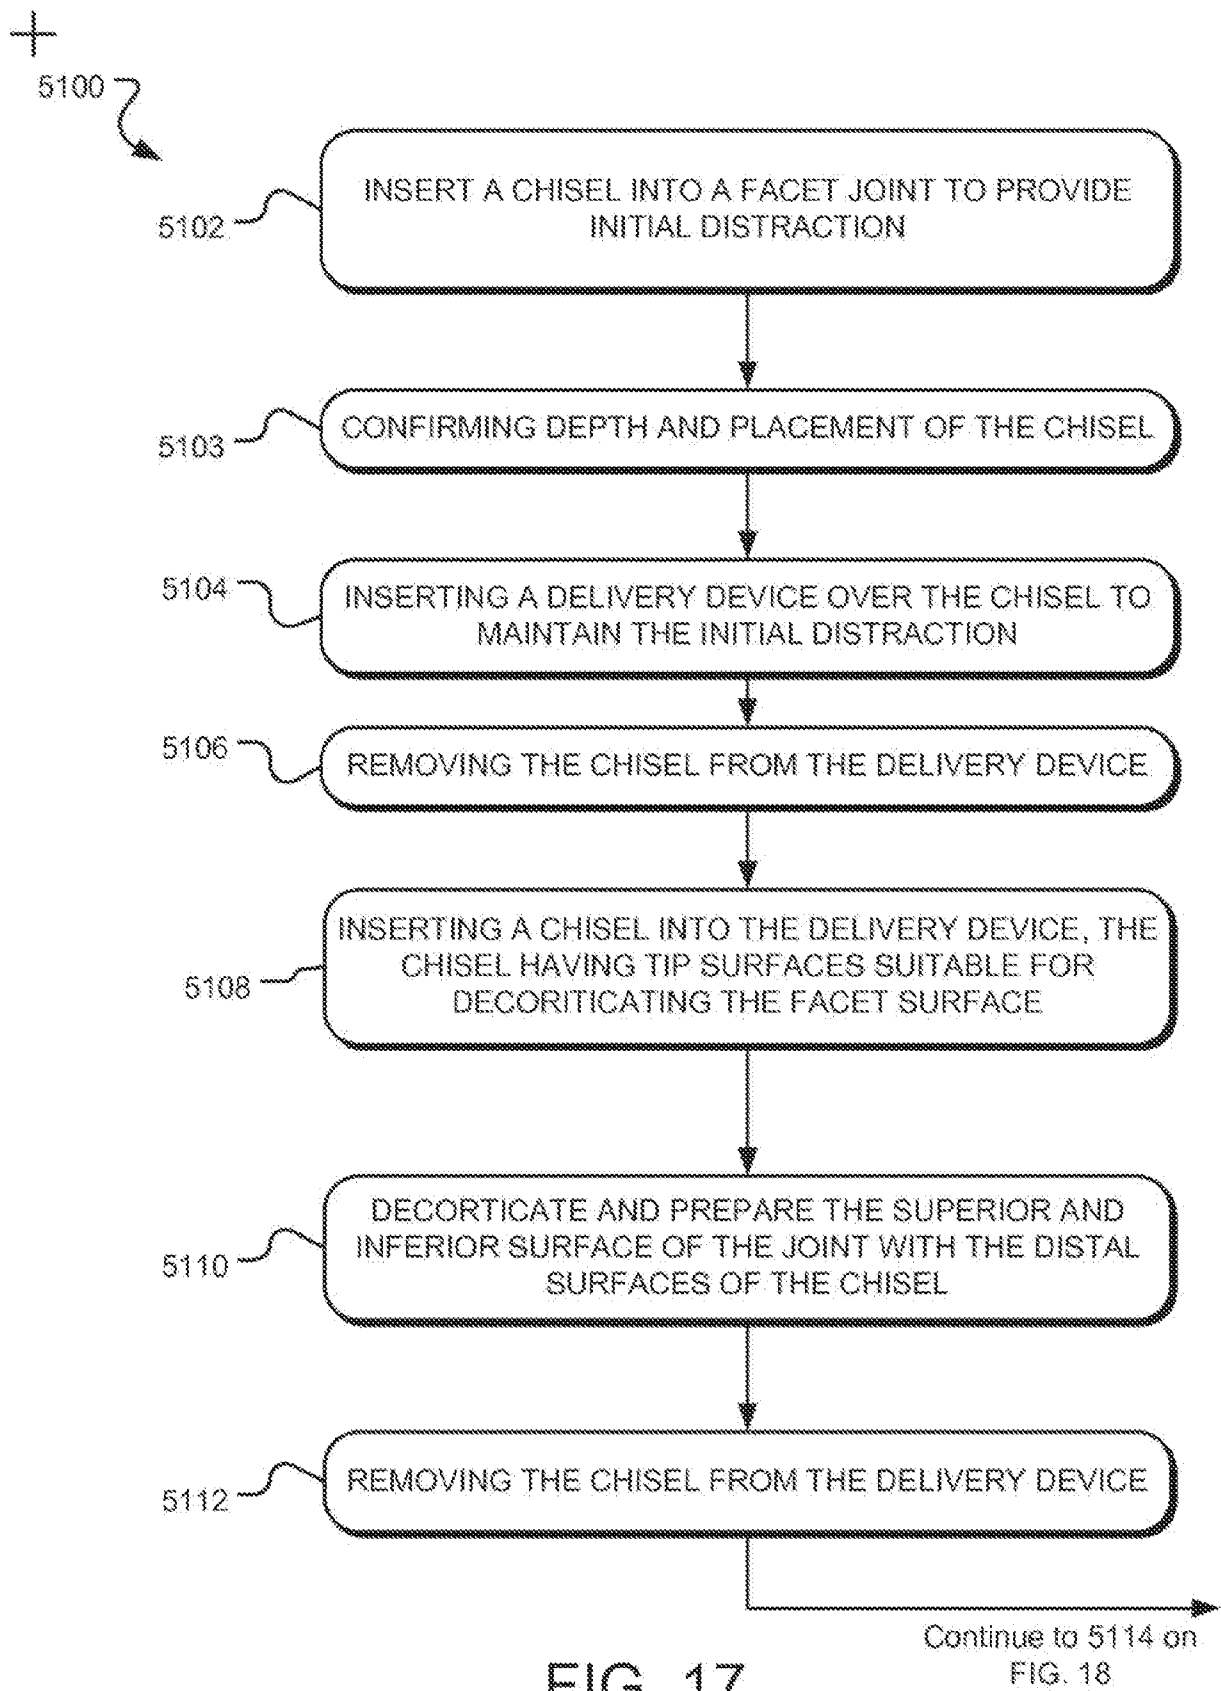 5100
INSERT A CHISEL INTO A FACET JOINT TO PROVIDE
INITIAL DISTRACTION
5102
CONFIRMING DEPTH AND PLACEMENT OF THE CHISEL
5103
5104
INSERTING A DELIVERY DEVICE OVER THE CHISEL TO
MAINTAIN THE INITIAL DISTRACTION
5106
REMOVING THE CHISEL FROM THE DELIVERY DEVICE
INSERTING A CHISEL INTO THE DELIVERY DEVICE, THE
CHISEL HAVING TIP SURFACES SUITABLE FOR
DECORITICATING THE FACET SURFACE
5108
DECORTICATE AND PREPARE THE SUPERIOR AND
INFERIOR SURFACE OF THE JOINT WITH THE DISTAL
SURFACES OF THE CHISEL
5110
REMOVING THE CHISEL FROM THE DELIVERY DEVICE
5112
Continue to 5114 on
FIG. 18
FIG. 17